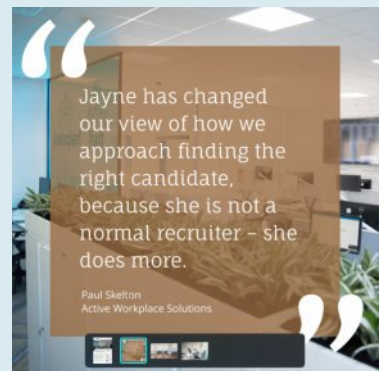 Jayne has changed
our view of how we
approach finding the
right candidate,
because she is not a
normal recruiter – she
does more.
Paul Skelton
Active Workplace Solutions